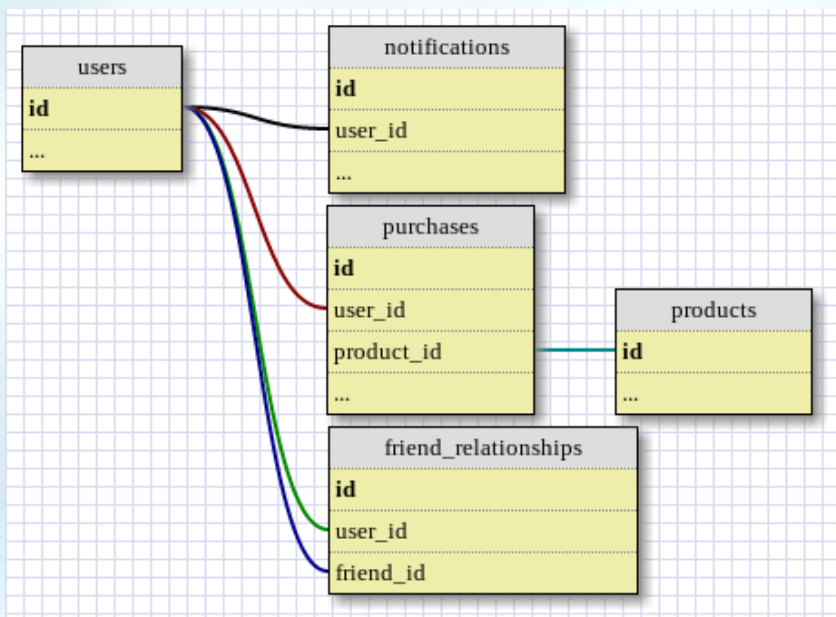 users
id
...
notifications
id
user_id
...
purchases
id
user_id
product_id
...
products
id
...
friend_relationships
id
user_id
friend_id